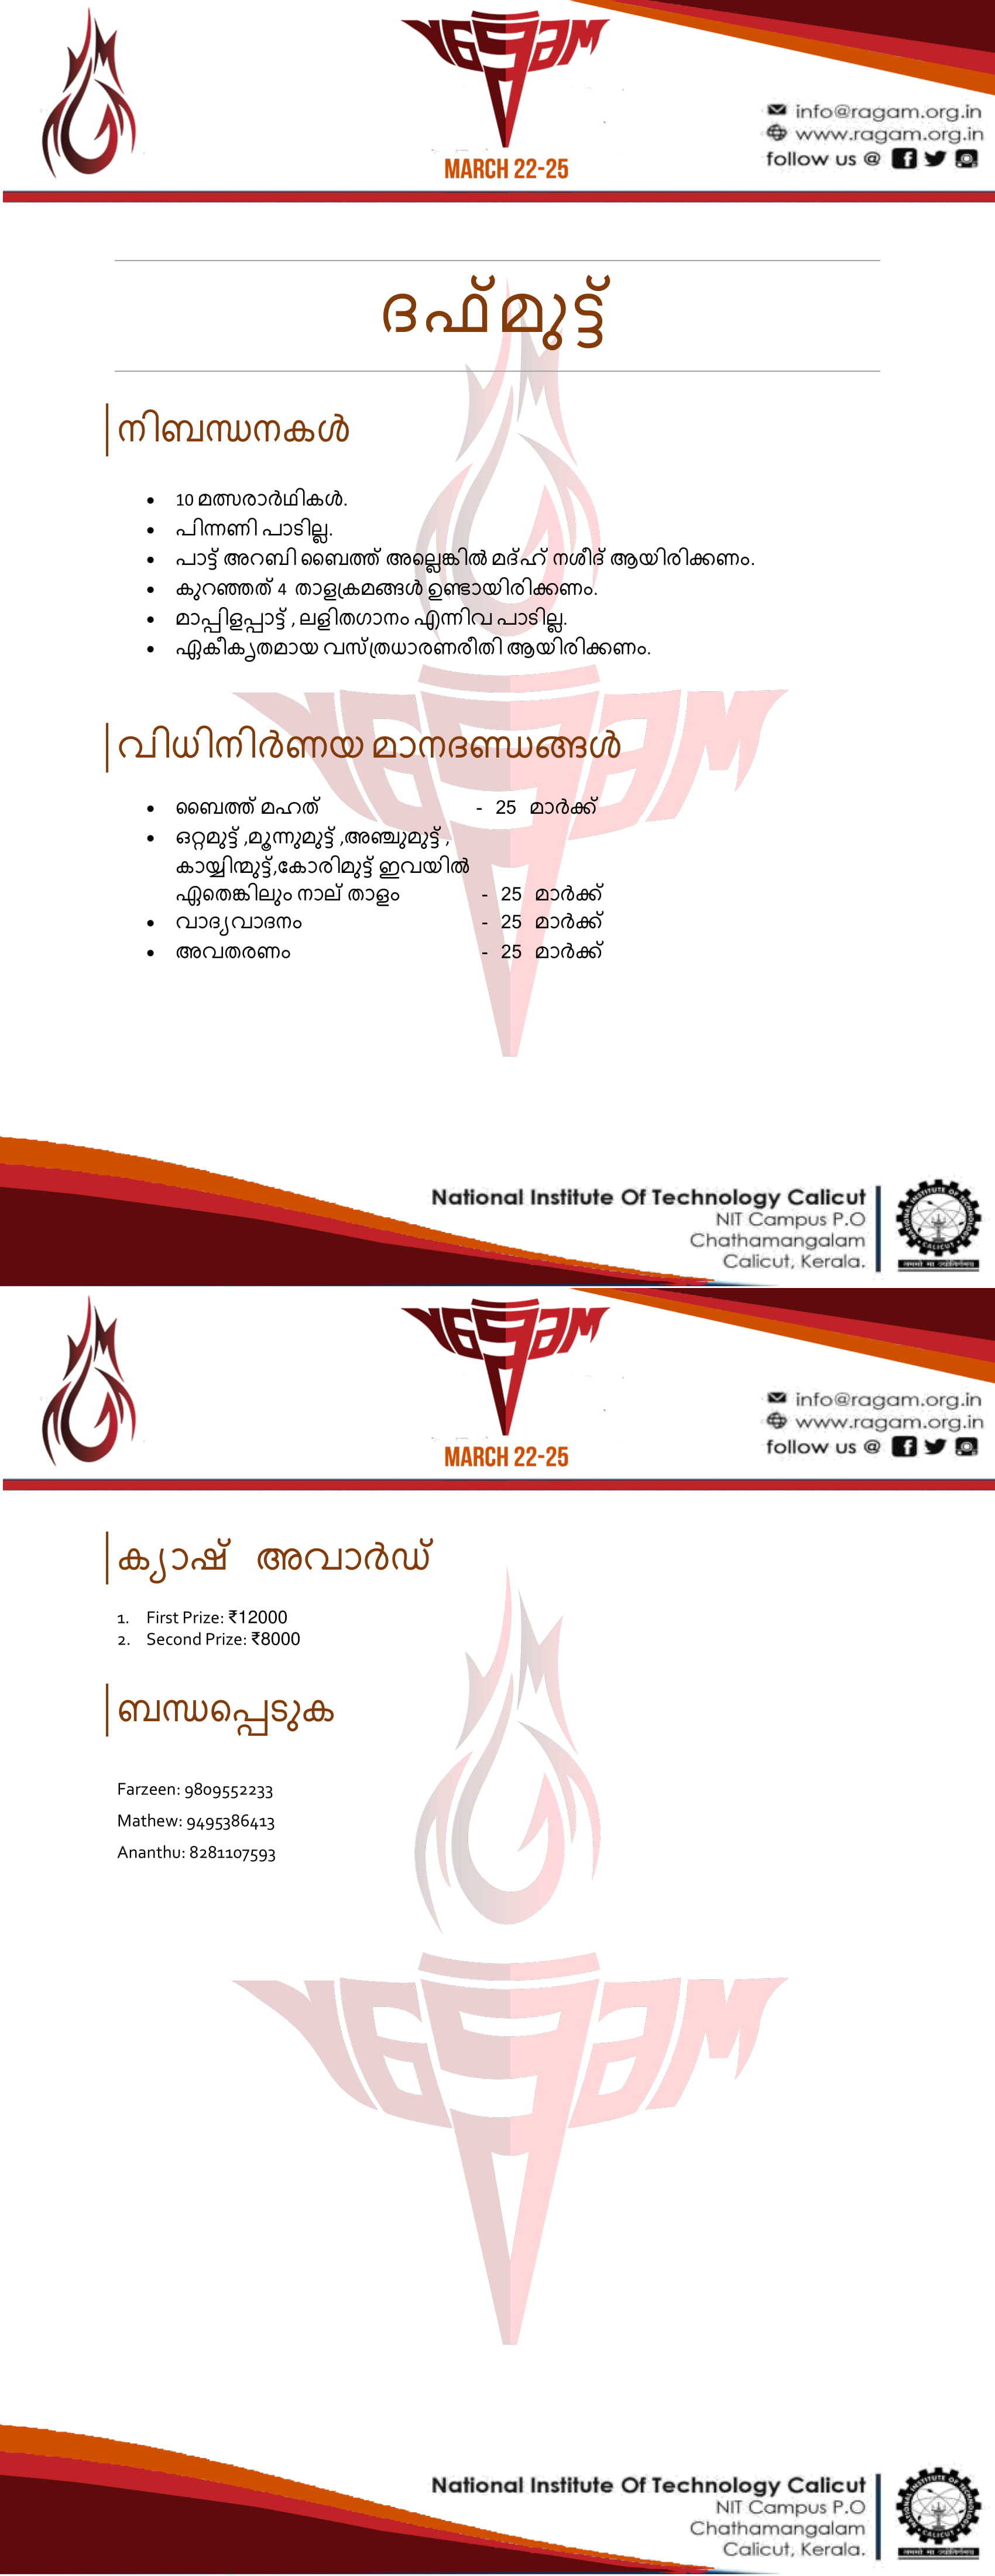 ragam
MARCH 22-25
info@ragam.org.in
www.ragam.org.in
follow us @
ദഫ്മുട്ട്
നിബന്ധനകൾ
• 10 മത്സരാർഥികൾ.
• പിന്നണി പാടില്ല.
• പാട്ട് അറബി ബൈത്ത് അല്ലെങ്കിൽ മദ്ഹ് നശീദ് ആയിരിക്കണം.
• കുറഞ്ഞത് 4 താളക്രമങ്ങൾ ഉണ്ടായിരിക്കണം.
• മാപ്പിളപ്പാട്ട് , ലളിതഗാനം എന്നിവ പാടില്ല.
• ഏകീകൃതമായ വസ്ത്രധാരണരീതി ആയിരിക്കണം.
വിധിനിർണയ മാനദണ്ഡങ്ങൾ
• ബൈത്ത് മഹത് - 25 മാർക്ക്
• ഒറ്റമുട്ട് ,മൂന്നുമുട്ട് ,അഞ്ചുമുട്ട് ,
കായ്യിന്മുട്ട്,കോരിമുട്ട് ഇവയിൽ
ഏതെങ്കിലും നാല് താളം - 25 മാർക്ക്
• വാദ്യവാദനം - 25 മാർക്ക്
• അവതരണം - 25 മാർക്ക്
National Institute Of Technology Calicut
NIT Campus P.O
Chathamangalam
Calicut, Kerala.
ragam
MARCH 22-25
info@ragam.org.in
www.ragam.org.in
follow us @
ക്യാഷ് അവാർഡ്
1. First Prize: ₹12000
2. Second Prize: ₹8000
ബന്ധപ്പെടുക
Farzeen: 9809552233
Mathew: 9495386413
Ananthu: 8281107593
National Institute Of Technology Calicut
NIT Campus P.O
Chathamangalam
Calicut, Kerala.